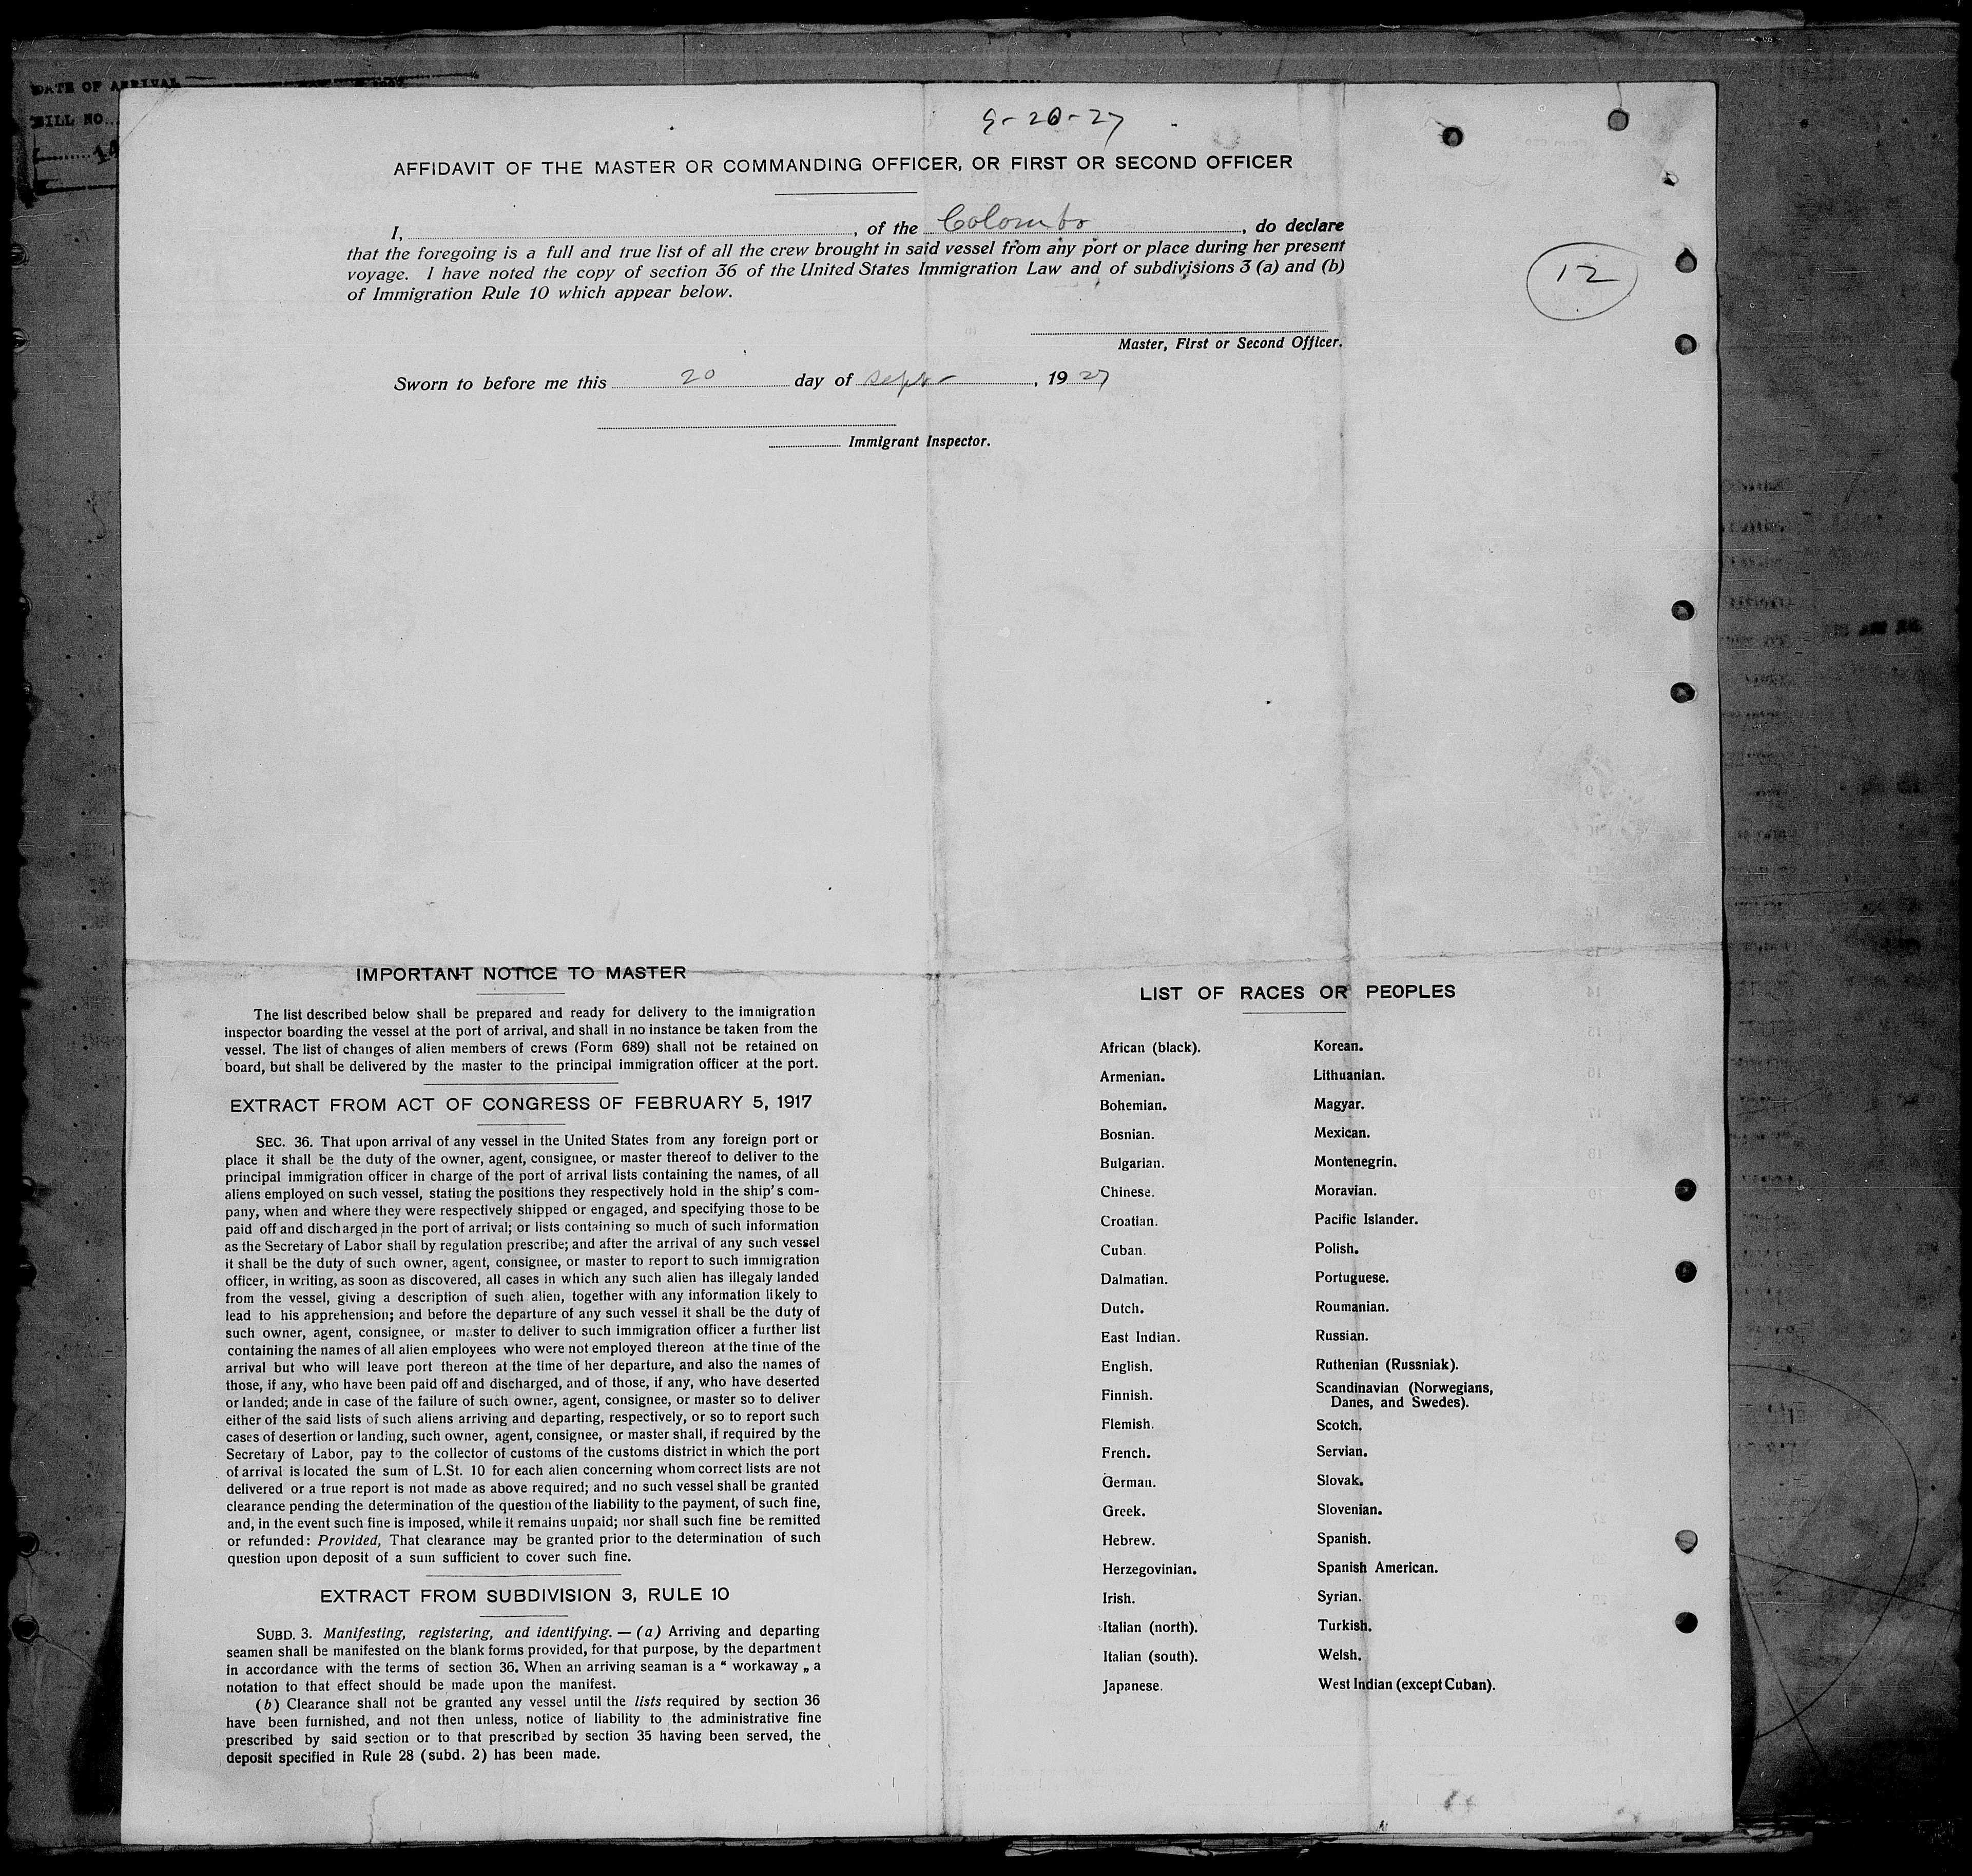 DATE OF ARRIVAL
BILL NO.
9-20-27
AFFIDAVIT OF THE MASTER OR COMMANDING OFFICER, OR FIRST OR SECOND OFFICER
I, , of the Colombo, do declare
that the foregoing is a full and true list of all the crew brought in said vessel from any port or place during her present
voyage. I have noted the copy of section 36 of the United States Immigration Law and of subdivisions 3 (a) and (b)
of Immigration Rule 10 which appear below.
12
Master, First or Second Officer.
Sworn to before me this 20 day of Septr, 1927
Immigrant Inspector.
IMPORTANT NOTICE TO MASTER
The list described below shall be prepared and ready for delivery to the immigration
inspector boarding the vessel at the port of arrival, and shall in no instance be taken from the
vessel. The list of changes of alien members of crews (Form 689) shall not be retained on
board, but shall be delivered by the master to the principal immigration officer at the port.
EXTRACT FROM ACT OF CONGRESS OF FEBRUARY 5, 1917
SEC. 36. That upon arrival of any vessel in the United States from any foreign port or
place it shall be the duty of the owner, agent, consignee, or master thereof to deliver to the
principal immigration officer in charge of the port of arrival lists containing the names, of all
aliens employed on such vessel, stating the positions they respectively hold in the ship's com-
pany, when and where they were respectively shipped or engaged, and specifying those to be
paid off and discharged in the port of arrival; or lists containing so much of such information
as the Secretary of Labor shall by regulation prescribe; and after the arrival of any such vessel
it shall be the duty of such owner, agent, consignee, or master to report to such immigration
officer, in writing, as soon as discovered, all cases in which any such alien has illegaly landed
from the vessel, giving a description of such alien, together with any information likely to
lead to his apprehension; and before the departure of any such vessel it shall be the duty of
such owner, agent, consignee, or master to deliver to such immigration officer a further list
containing the names of all alien employees who were not employed thereon at the time of the
arrival but who will leave port thereon at the time of her departure, and also the names of
those, if any, who have been paid off and discharged, and of those, if any, who have deserted
or landed; ande in case of the failure of such owner, agent, consignee, or master so to deliver
either of the said lists of such aliens arriving and departing, respectively, or so to report such
cases of desertion or landing, such owner, agent, consignee, or master shall, if required by the
Secretary of Labor, pay to the collector of customs of the customs district in which the port
of arrival is located the sum of L.St. 10 for each alien concerning whom correct lists are not
delivered or a true report is not made as above required; and no such vessel shall be granted
clearance pending the determination of the question of the liability to the payment, of such fine,
and, in the event such fine is imposed, while it remains unpaid; nor shall such fine be remitted
or refunded: Provided, That clearance may be granted prior to the determination of such
question upon deposit of a sum sufficient to cover such fine.
EXTRACT FROM SUBDIVISION 3, RULE 10
SUBD. 3. Manifesting, registering, and identifying. — (a) Arriving and departing
seamen shall be manifested on the blank forms provided, for that purpose, by the department
in accordance with the terms of section 36. When an arriving seaman is a “ workaway „ a
notation to that effect should be made upon the manifest.
(b) Clearance shall not be granted any vessel until the lists required by section 36
have been furnished, and not then unless, notice of liability to the administrative fine
prescribed by said section or to that prescribed by section 35 having been served, the
deposit specified in Rule 28 (subd. 2) has been made.
LIST OF RACES OR PEOPLES
African (black).
Armenian.
Bohemian.
Bosnian.
Bulgarian.
Chinese.
Croatian.
Cuban.
Dalmatian.
Dutch.
East Indian.
English.
Finnish.
Flemish.
French.
German.
Greek.
Hebrew.
Herzegovinian.
Irish.
Italian (north).
Italian (south).
Japanese.
Korean.
Lithuanian.
Magyar.
Mexican.
Montenegrin.
Moravian.
Pacific Islander.
Polish.
Portuguese.
Roumanian.
Russian.
Ruthenian (Russniak).
Scandinavian (Norwegians,
Danes, and Swedes).
Scotch.
Servian.
Slovak.
Slovenian.
Spanish.
Spanish American.
Syrian.
Turkish.
Welsh.
West Indian (except Cuban).